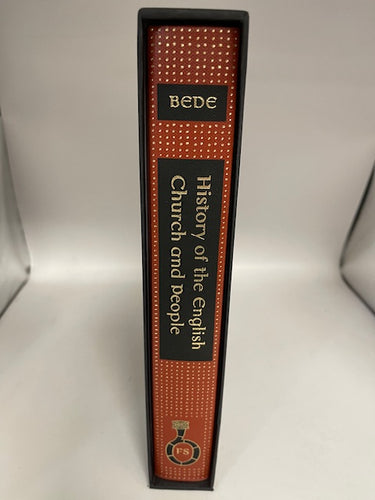 BEDE
History of the English
Church and People
FS